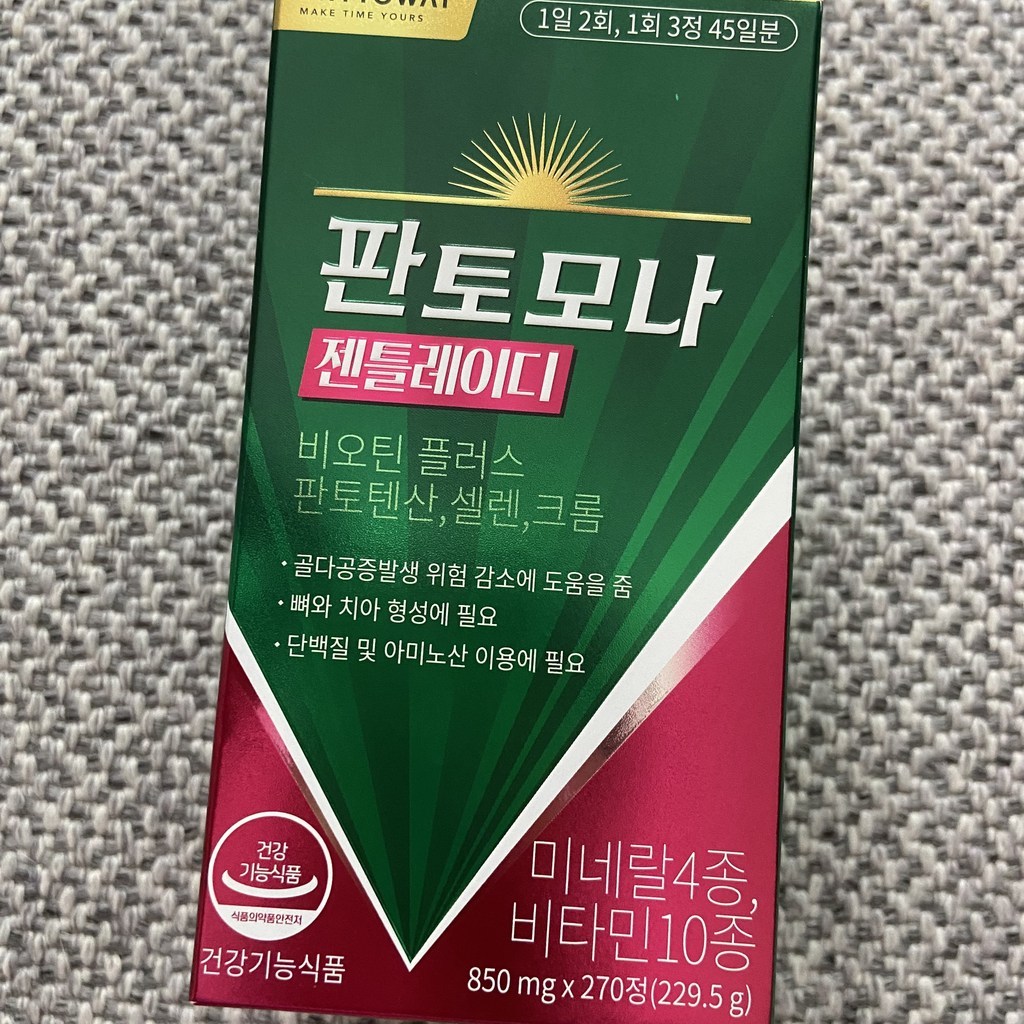 MAKE TIME YOURS
1일 2회, 1회 3정 45일분
판토모나
젠틀레이디
비오틴 플러스
판토텐산, 셀렌, 크롬
· 골다공증발생 위험 감소에 도움을 줌
· 뼈와 치아 형성에 필요
· 단백질 및 아미노산 이용에 필요
건강
기능식품
식품의약품안전처
건강기능식품
미네랄4종,
비타민10종
850 mg x 270정(229.5 g)